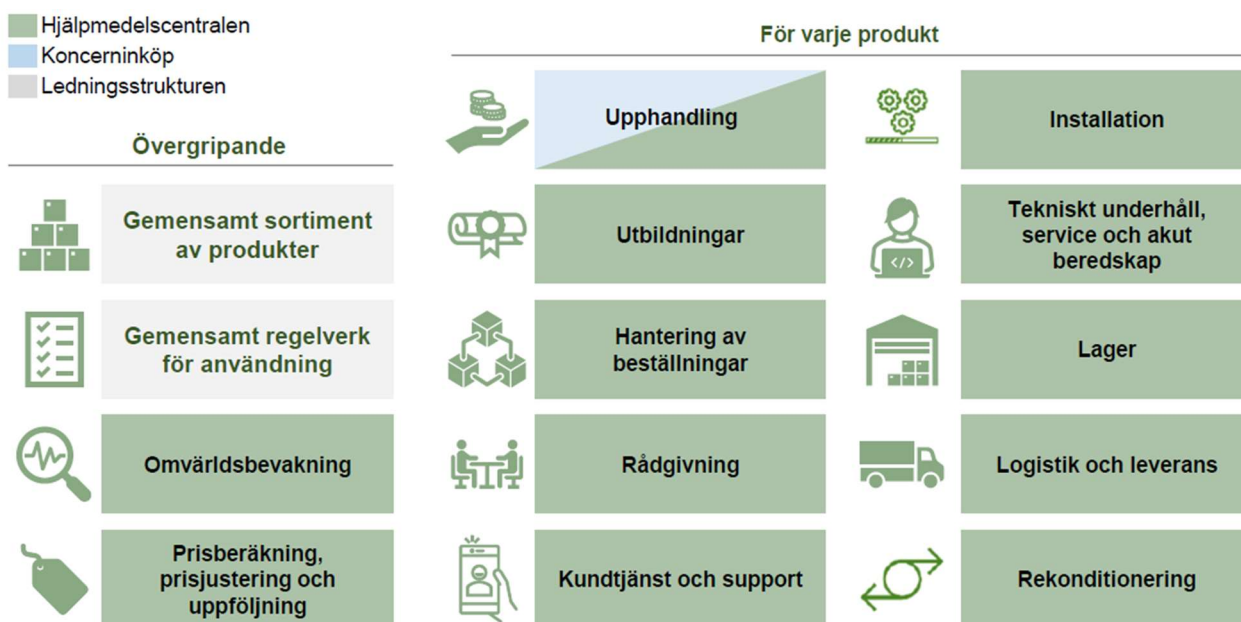 Hjälpmedelscentralen
Koncerninköp
Ledningsstrukturen
Övergripande
Gemensamt sortiment
av produkter
Gemensamt regelverk
för användning
Omvärldsbevakning
Prisberäkning,
prisjustering och
uppföljning
För varje produkt
Upphandling
Utbildningar
Hantering av
beställningar
Rådgivning
Kundtjänst och support
Installation
Tekniskt underhåll,
service och akut
beredskap
Lager
Logistik och leverans
Rekonditionering